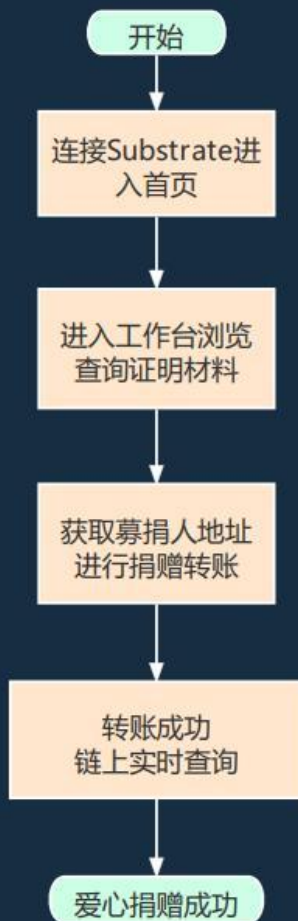 开始
连接Substrate进
入首页
进入工作台浏览
查询证明材料
获取募捐人地址
进行捐赠转账
转账成功
链上实时查询
爱心捐赠成功